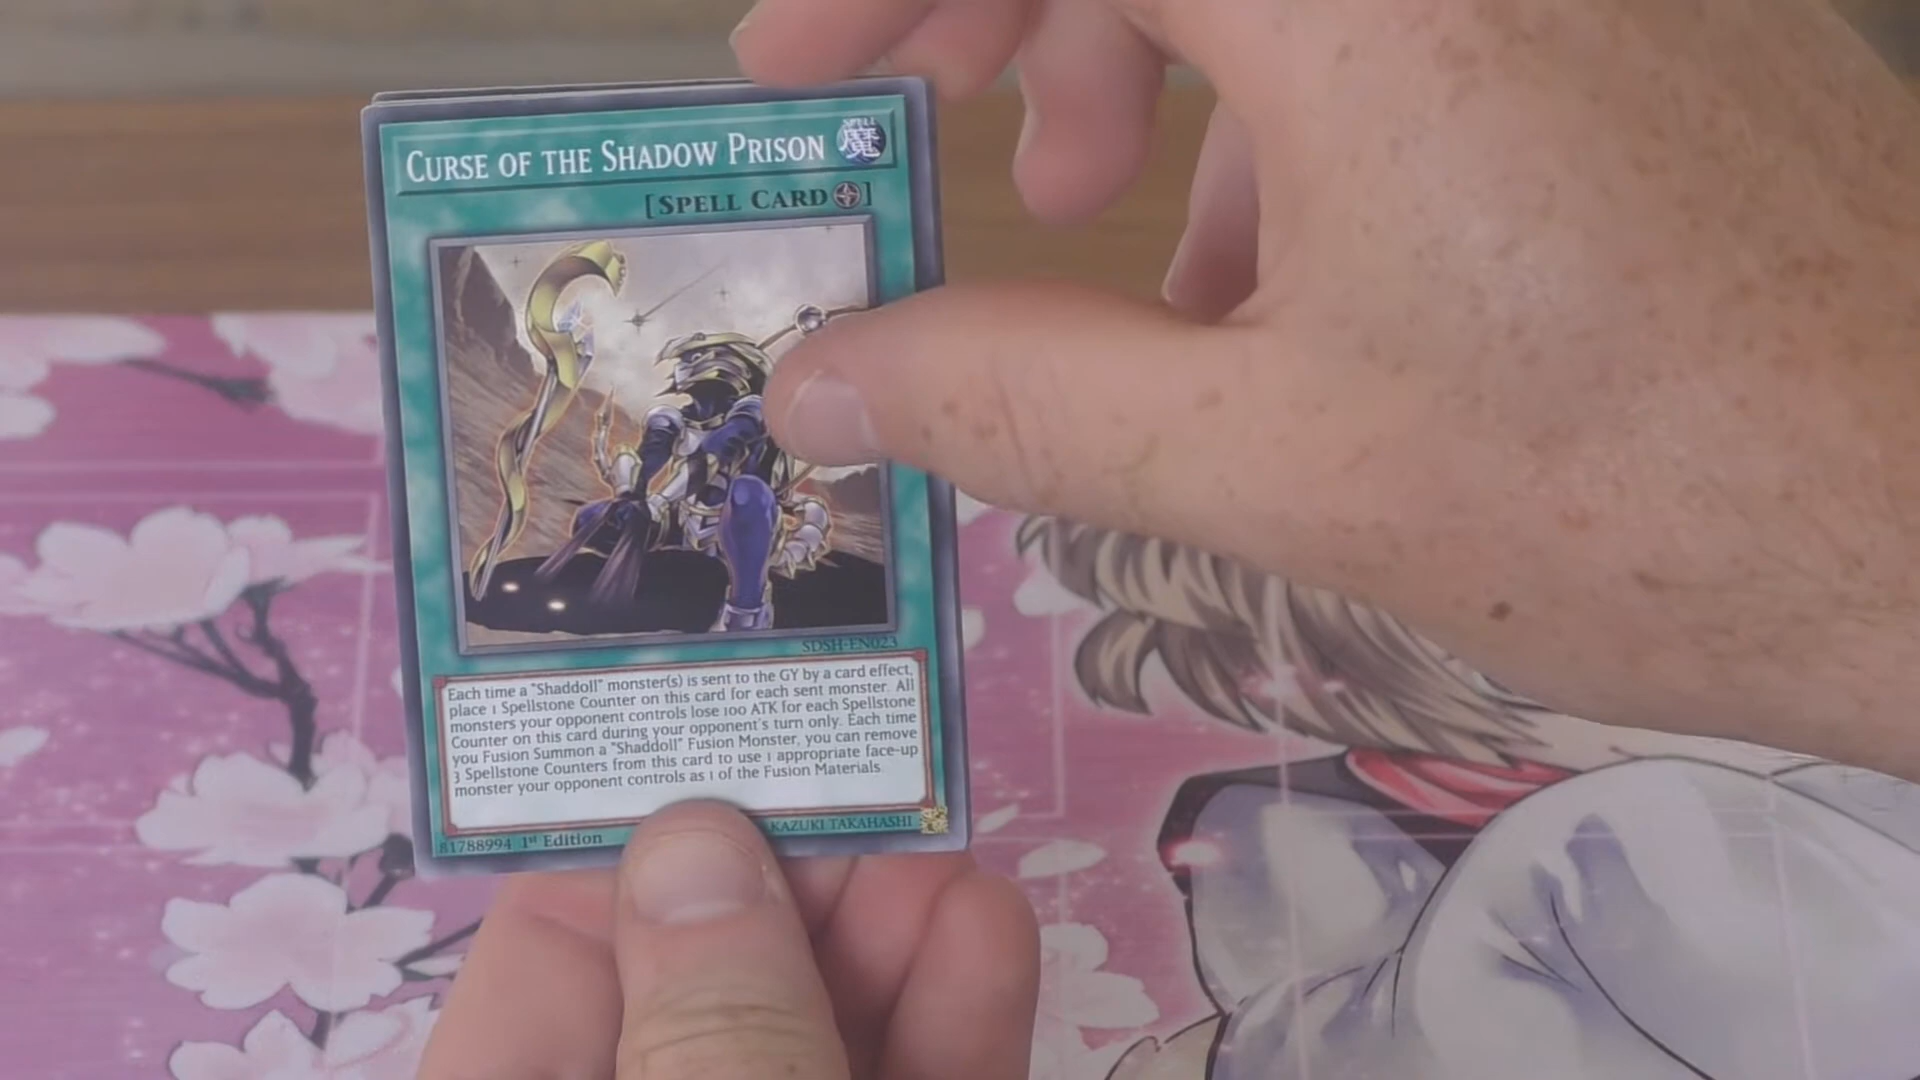 CURSE OF THE SHADOW PRISON
SPELL
魔
[SPELL CARD]
SDSH-EN023
Each time a "Shaddoll" monster(s) is sent to the GY by a card effect,
place 1 Spellstone Counter on this card for each sent monster. All
monsters your opponent controls lose 100 ATK for each Spellstone
Counter on this card during your opponent's turn only. Each time
you Fusion Summon a "Shaddoll" Fusion Monster, you can remove
3 Spellstone Counters from this card to use 1 appropriate face-up
monster your opponent controls as 1 of the Fusion Materials.
81788994 1st Edition
KAZUKI TAKAHASHI